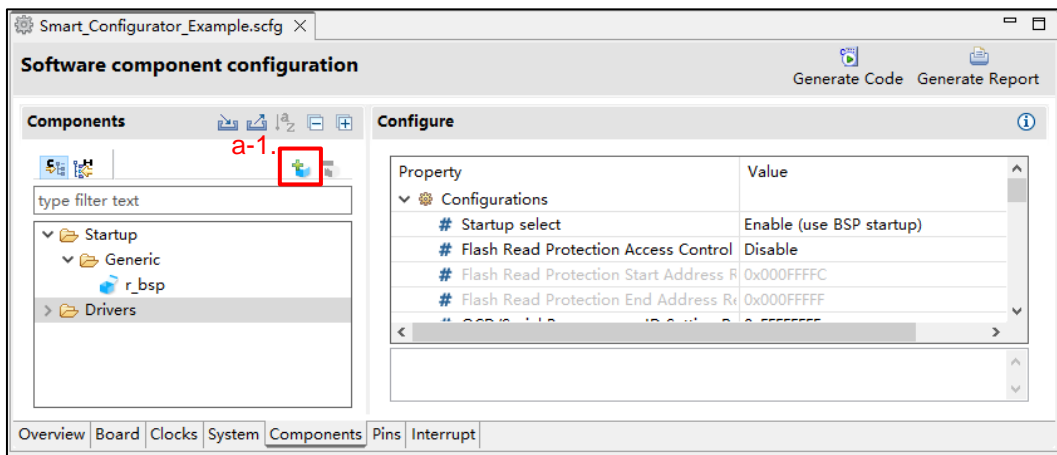 Smart_Configurator_Example.scfg
Software component configuration
Generate Code Generate Report
Components
Configure
a-1.
type filter text
Startup
Generic
r_bsp
Drivers
Property Value
Configurations
# Startup select Enable (use BSP startup)
# Flash Read Protection Access Control Disable
# Flash Read Protection Start Address R 0x000FFFFC
# Flash Read Protection End Address Re 0x000FFFFF
Overview Board Clocks System Components Pins Interrupt